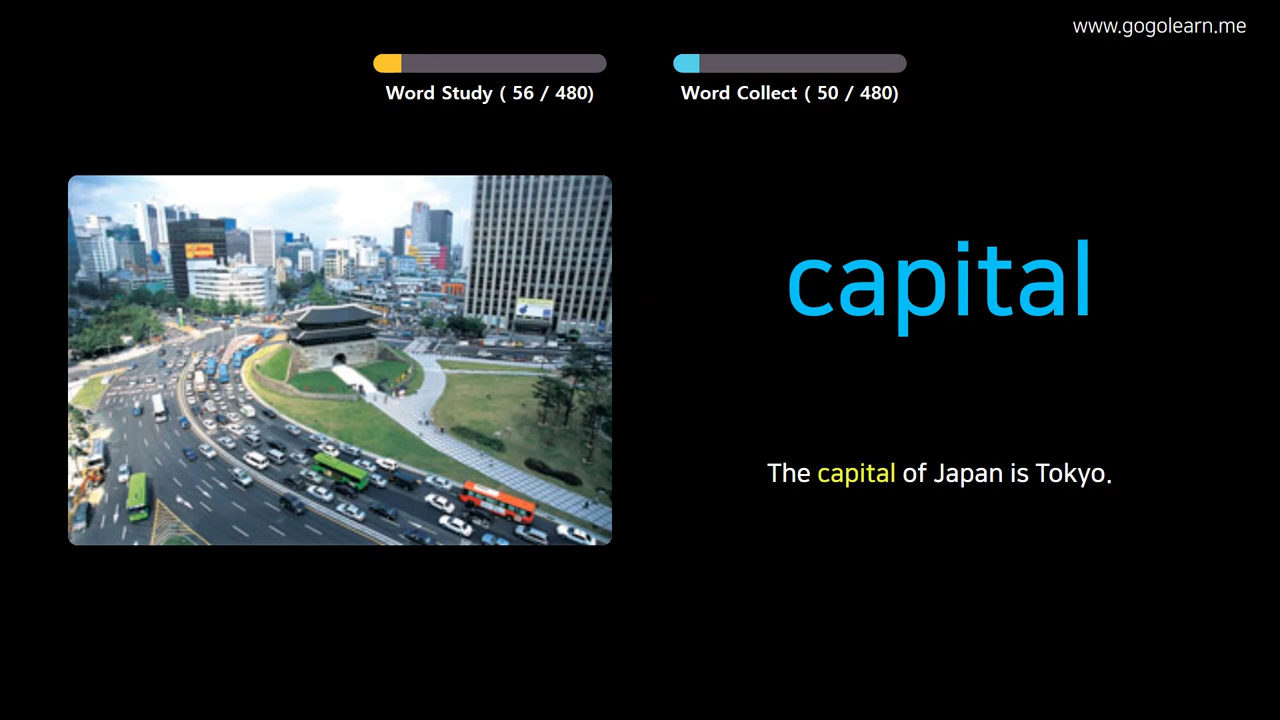 www.gogolearn.me
Word Study ( 56 / 480)
Word Collect ( 50 / 480)
capital
The capital of Japan is Tokyo.